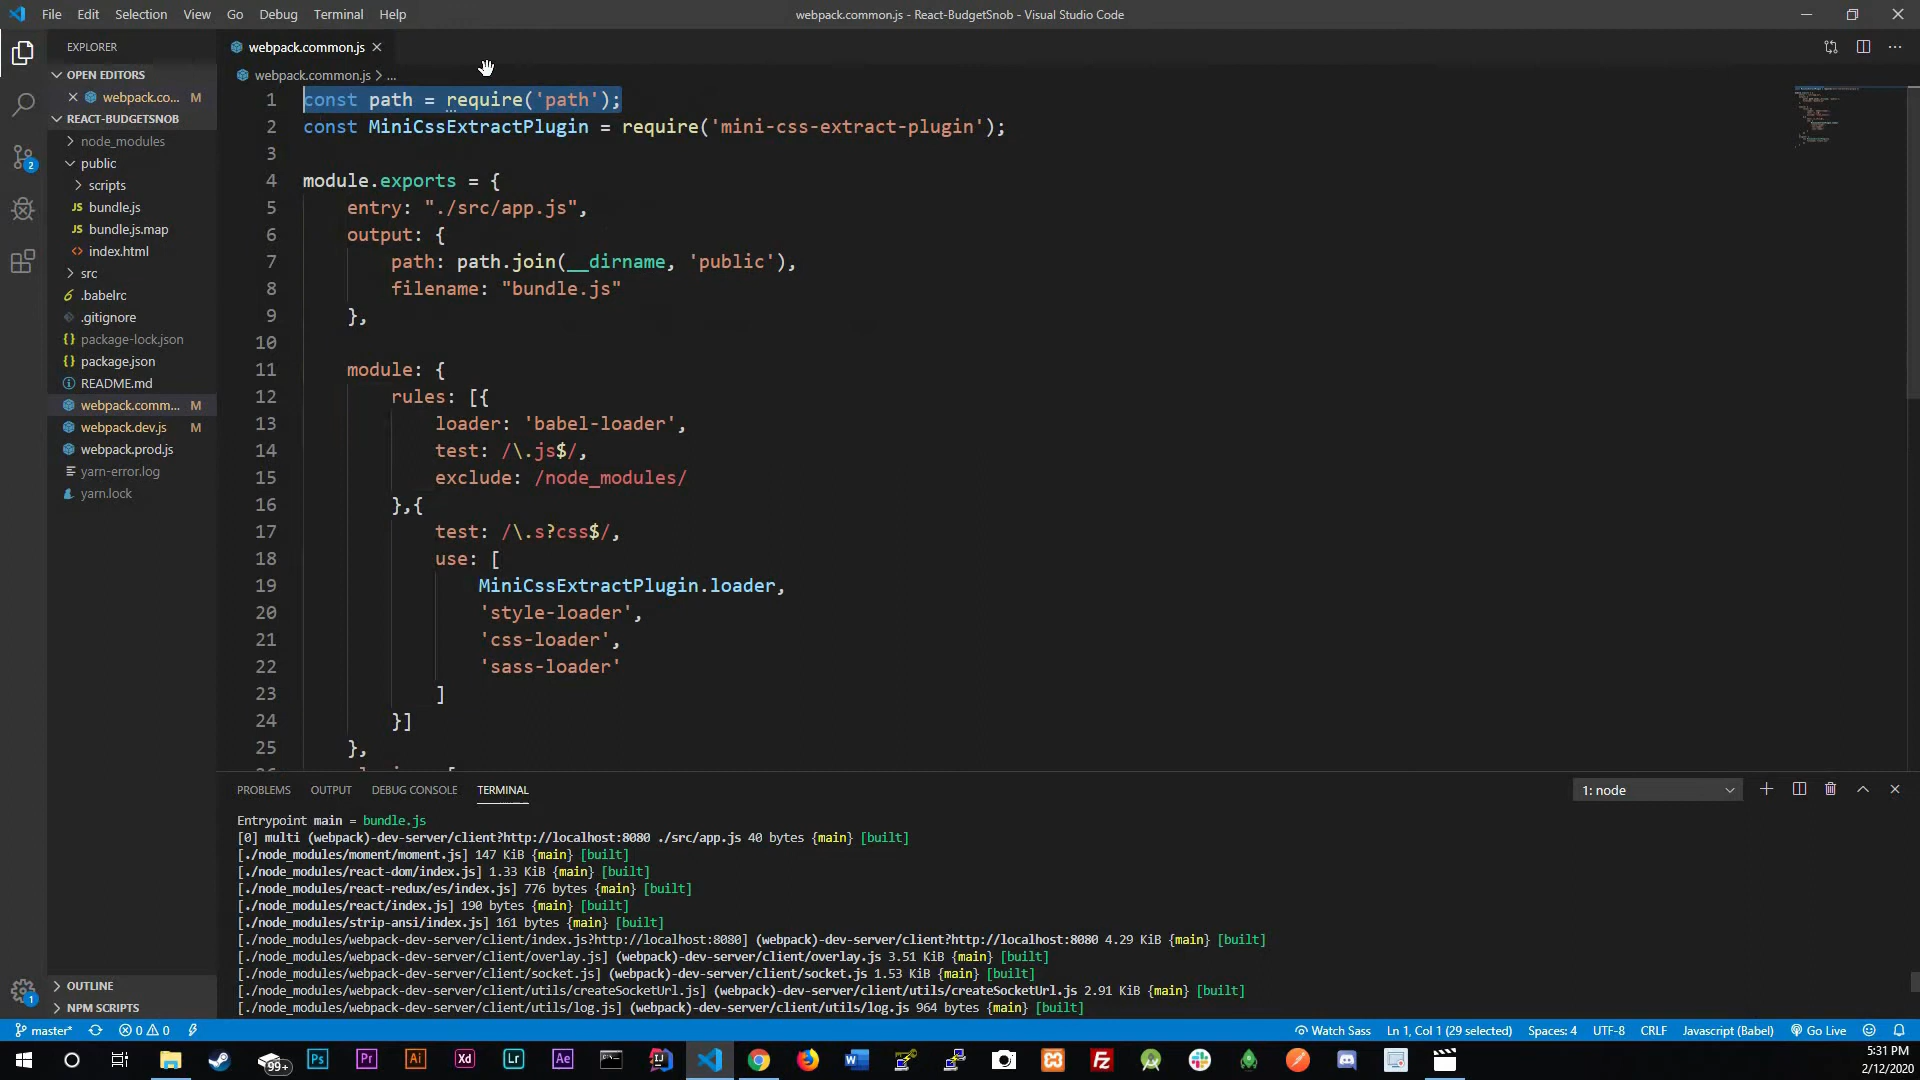 File Edit Selection View Go Debug Terminal Help
webpack.common.js - React-BudgetSnob - Visual Studio Code
EXPLORER
OPEN EDITORS
webpack.co... M
REACT-BUDGETSNOB
node_modules
public
scripts
JS bundle.js
JS bundle.js.map
<> index.html
src
.babelrc
.gitignore
{} package-lock.json
{} package.json
README.md
webpack.comm... M
webpack.dev.js M
webpack.prod.js
yarn-error.log
yarn.lock
OUTLINE
NPM SCRIPTS
2
1
webpack.common.js
webpack.common.js > ...
1 const path = require('path');
2 const MiniCssExtractPlugin = require('mini-css-extract-plugin');
3
4 module.exports = {
5 entry: "./src/app.js",
6 output: {
7 path: path.join(__dirname, 'public'),
8 filename: "bundle.js"
9 },
10
11 module: {
12 rules: [{
13 loader: 'babel-loader',
14 test: /\.js$/,
15 exclude: /node_modules/
16 },{
17 test: /\.s?css$/,
18 use: [
19 MiniCssExtractPlugin.loader,
20 'style-loader',
21 'css-loader',
22 'sass-loader'
23 ]
24 }]
25 },
PROBLEMS OUTPUT DEBUG CONSOLE TERMINAL
1: node
Entrypoint main = bundle.js
[0] multi (webpack)-dev-server/client?http://localhost:8080 ./src/app.js 40 bytes {main} [built]
[./node_modules/moment/moment.js] 147 KiB {main} [built]
[./node_modules/react-dom/index.js] 1.33 KiB {main} [built]
[./node_modules/react-redux/es/index.js] 776 bytes {main} [built]
[./node_modules/react/index.js] 190 bytes {main} [built]
[./node_modules/strip-ansi/index.js] 161 bytes {main} [built]
[./node_modules/webpack-dev-server/client/index.js?http://localhost:8080] (webpack)-dev-server/client?http://localhost:8080 4.29 KiB {main} [built]
[./node_modules/webpack-dev-server/client/overlay.js] (webpack)-dev-server/client/overlay.js 3.51 KiB {main} [built]
[./node_modules/webpack-dev-server/client/socket.js] (webpack)-dev-server/client/socket.js 1.53 KiB {main} [built]
[./node_modules/webpack-dev-server/client/utils/createSocketUrl.js] (webpack)-dev-server/client/utils/createSocketUrl.js 2.91 KiB {main} [built]
[./node_modules/webpack-dev-server/client/utils/log.js] (webpack)-dev-server/client/utils/log.js 964 bytes {main} [built]
master* 0 0 Watch Sass Ln 1, Col 1 (29 selected) Spaces: 4 UTF-8 CRLF Javascript (Babel) Go Live
99+ Ps Pr Ai Xd Lr Ae
5:31 PM
2/12/2020